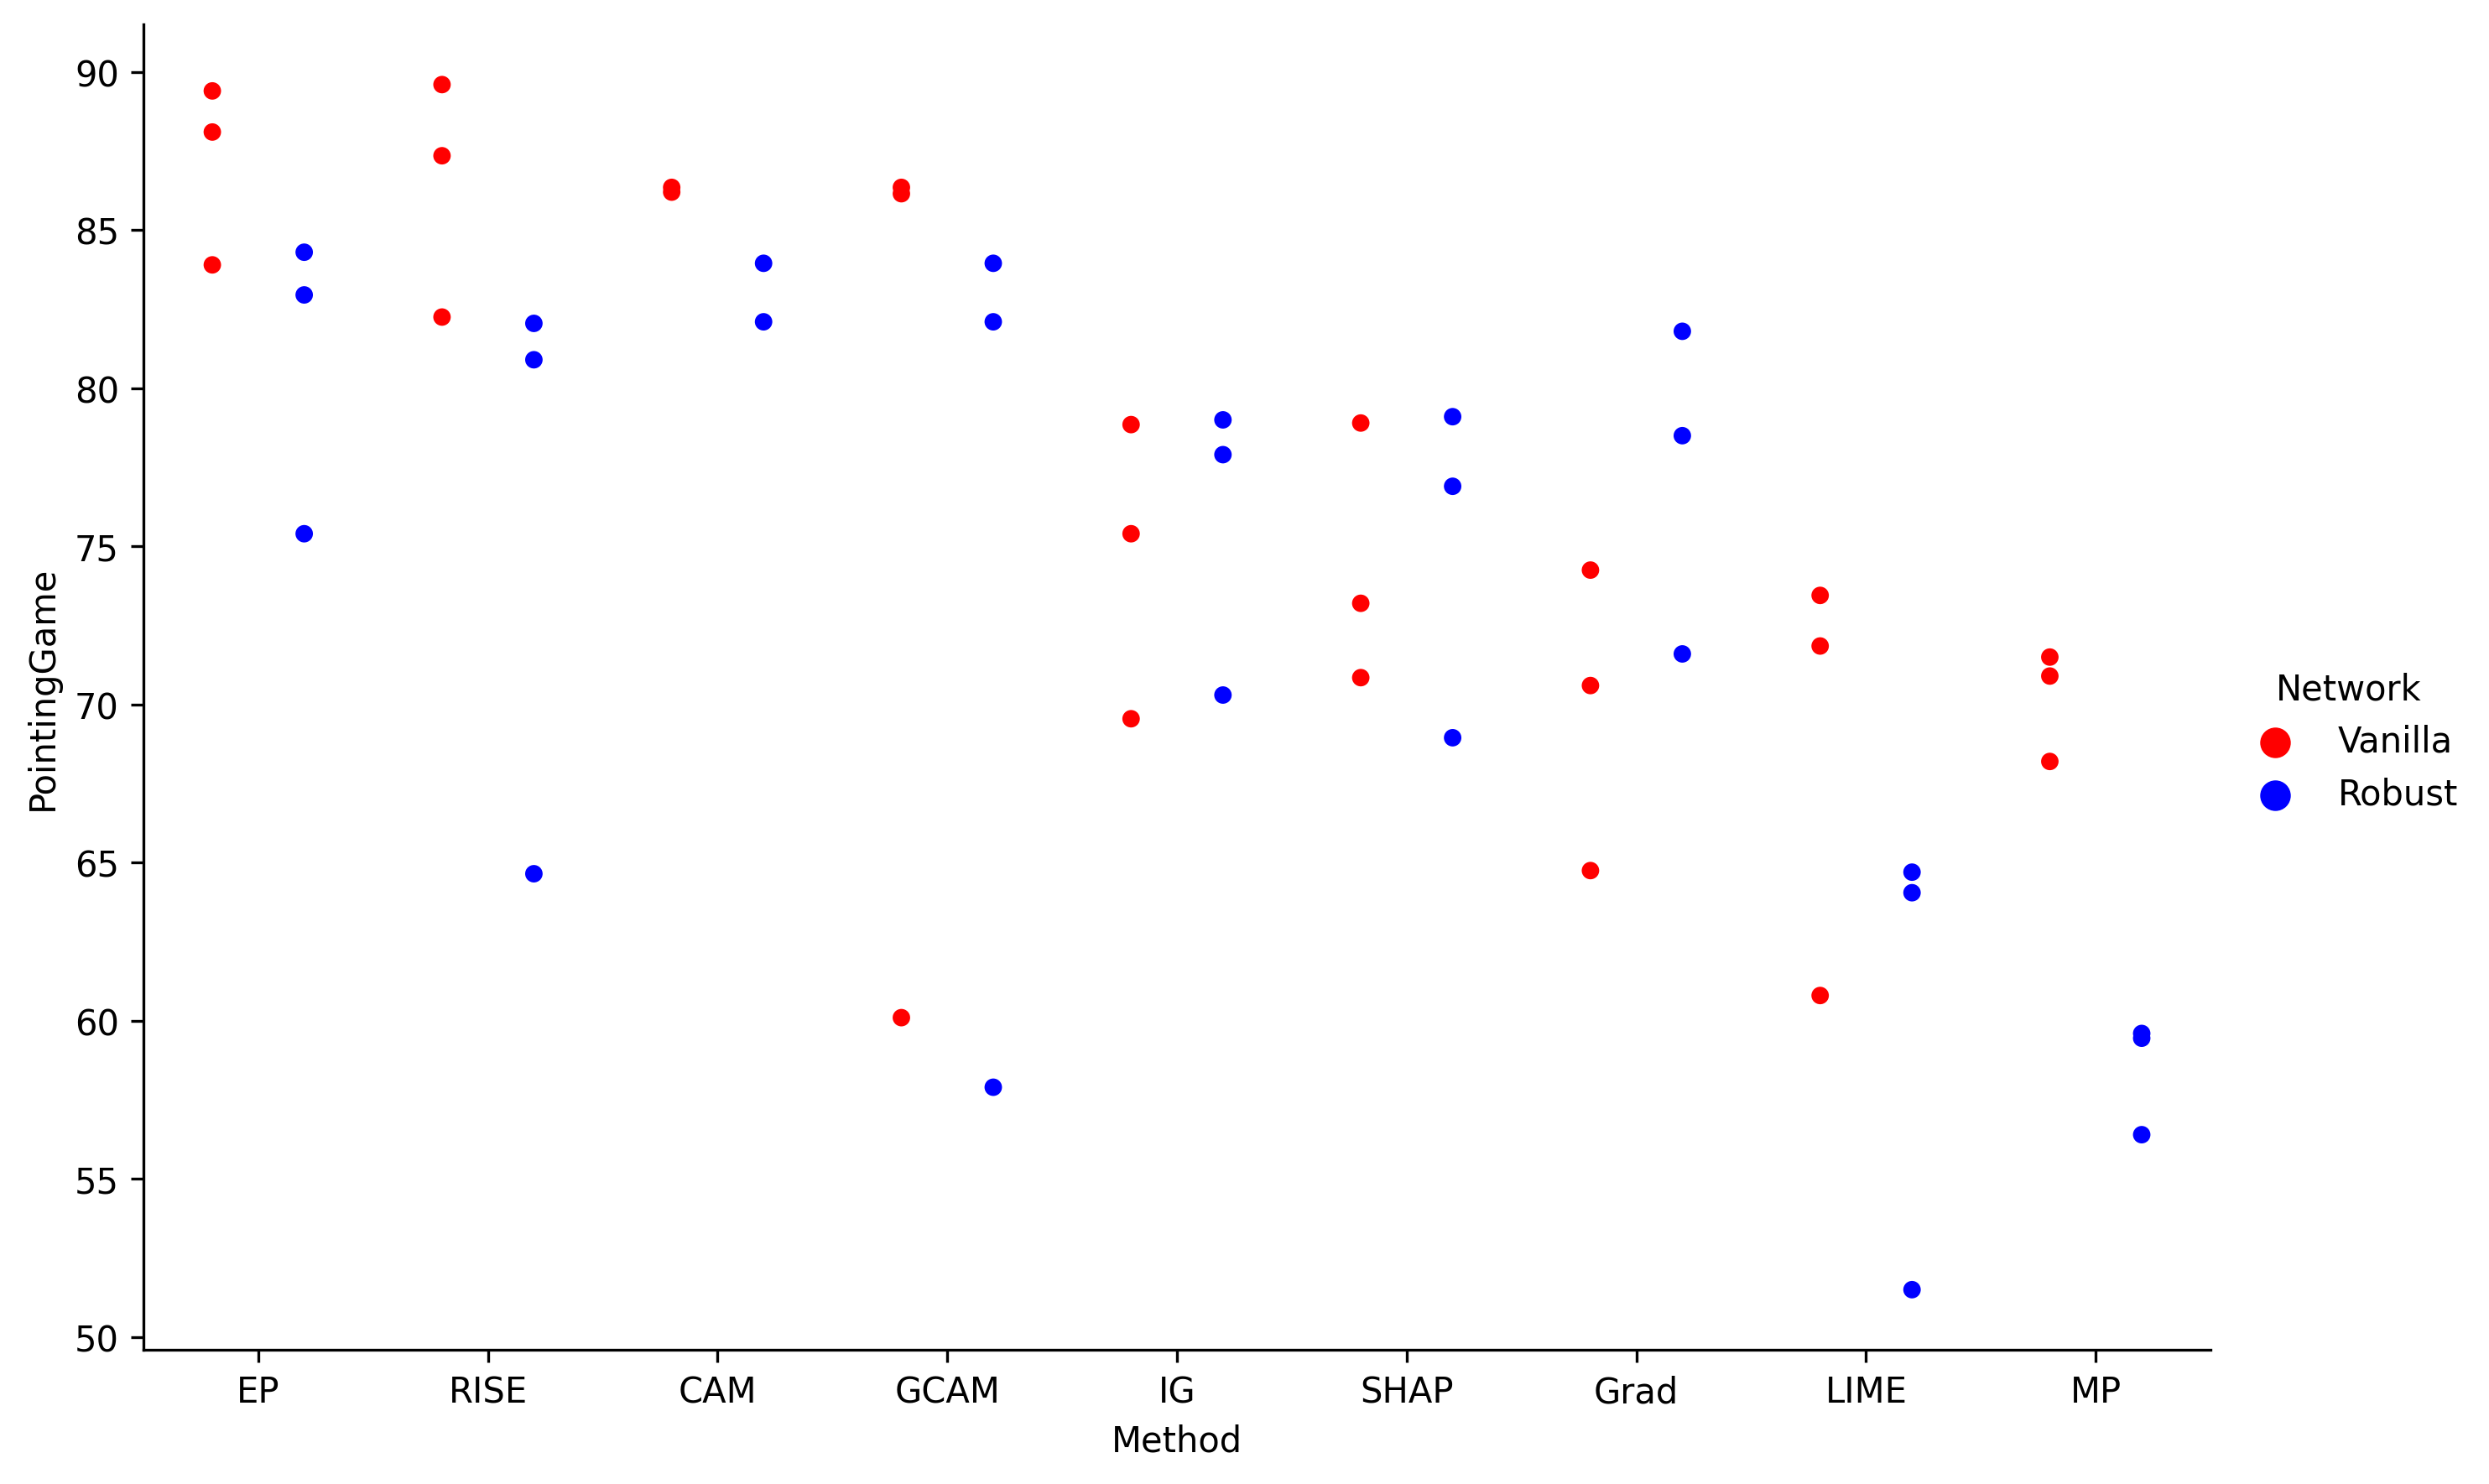 90
85
80
75
70
65
60
55
50
PointingGame
EP RISE CAM GCAM IG SHAP Grad LIME MP
Method
Network
Vanilla
Robust